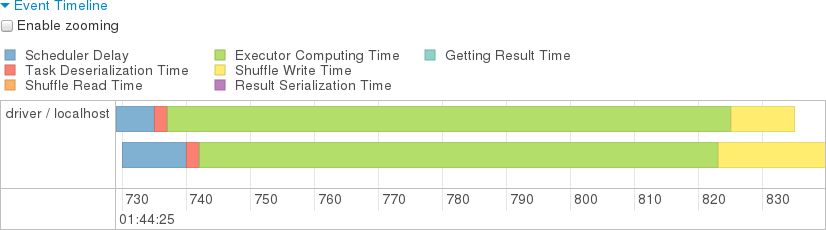 Event Timeline
Enable zooming
Scheduler Delay Executor Computing Time Getting Result Time
Task Deserialization Time Shuffle Write Time
Shuffle Read Time Result Serialization Time
driver / localhost
730 740 750 760 770 780 790 800 810 820 830
01:44:25